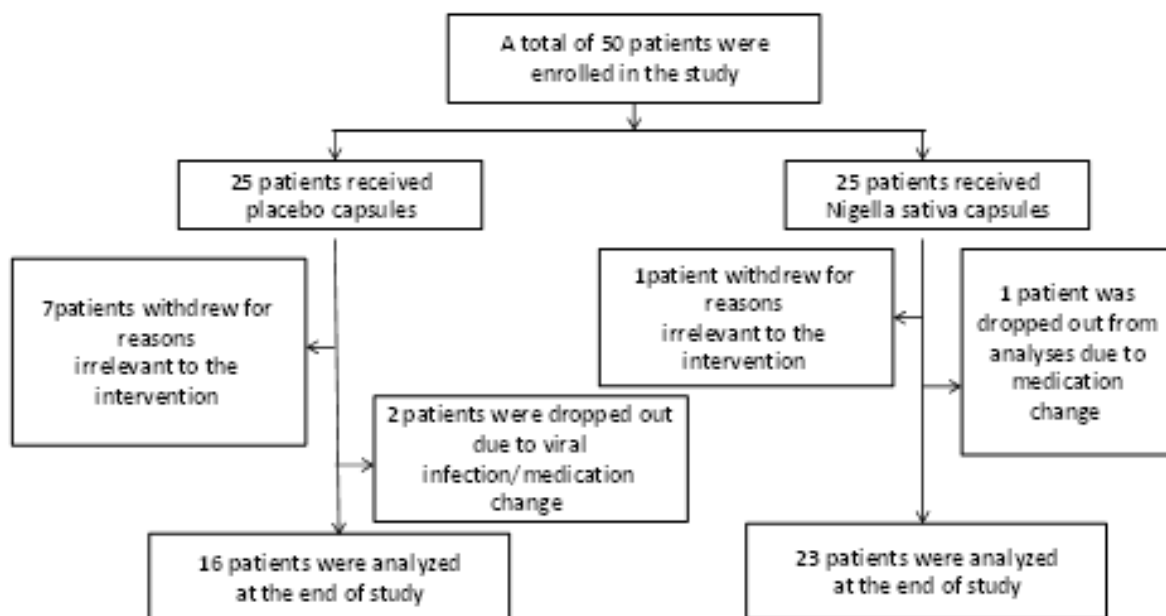 A total of 50 patients were
enrolled in the study
25 patients received
placebo capsules
25 patients received
Nigella sativa capsules
7patients withdrew for
reasons
irrelevant to the
intervention
1patient withdrew for
reasons
irrelevant to the
intervention
1 patient was
dropped out from
analyses due to
medication
change
2 patients were dropped out
due to viral
infection/medication
change
16 patients were analyzed
at the end of study
23 patients were analyzed
at the end of study